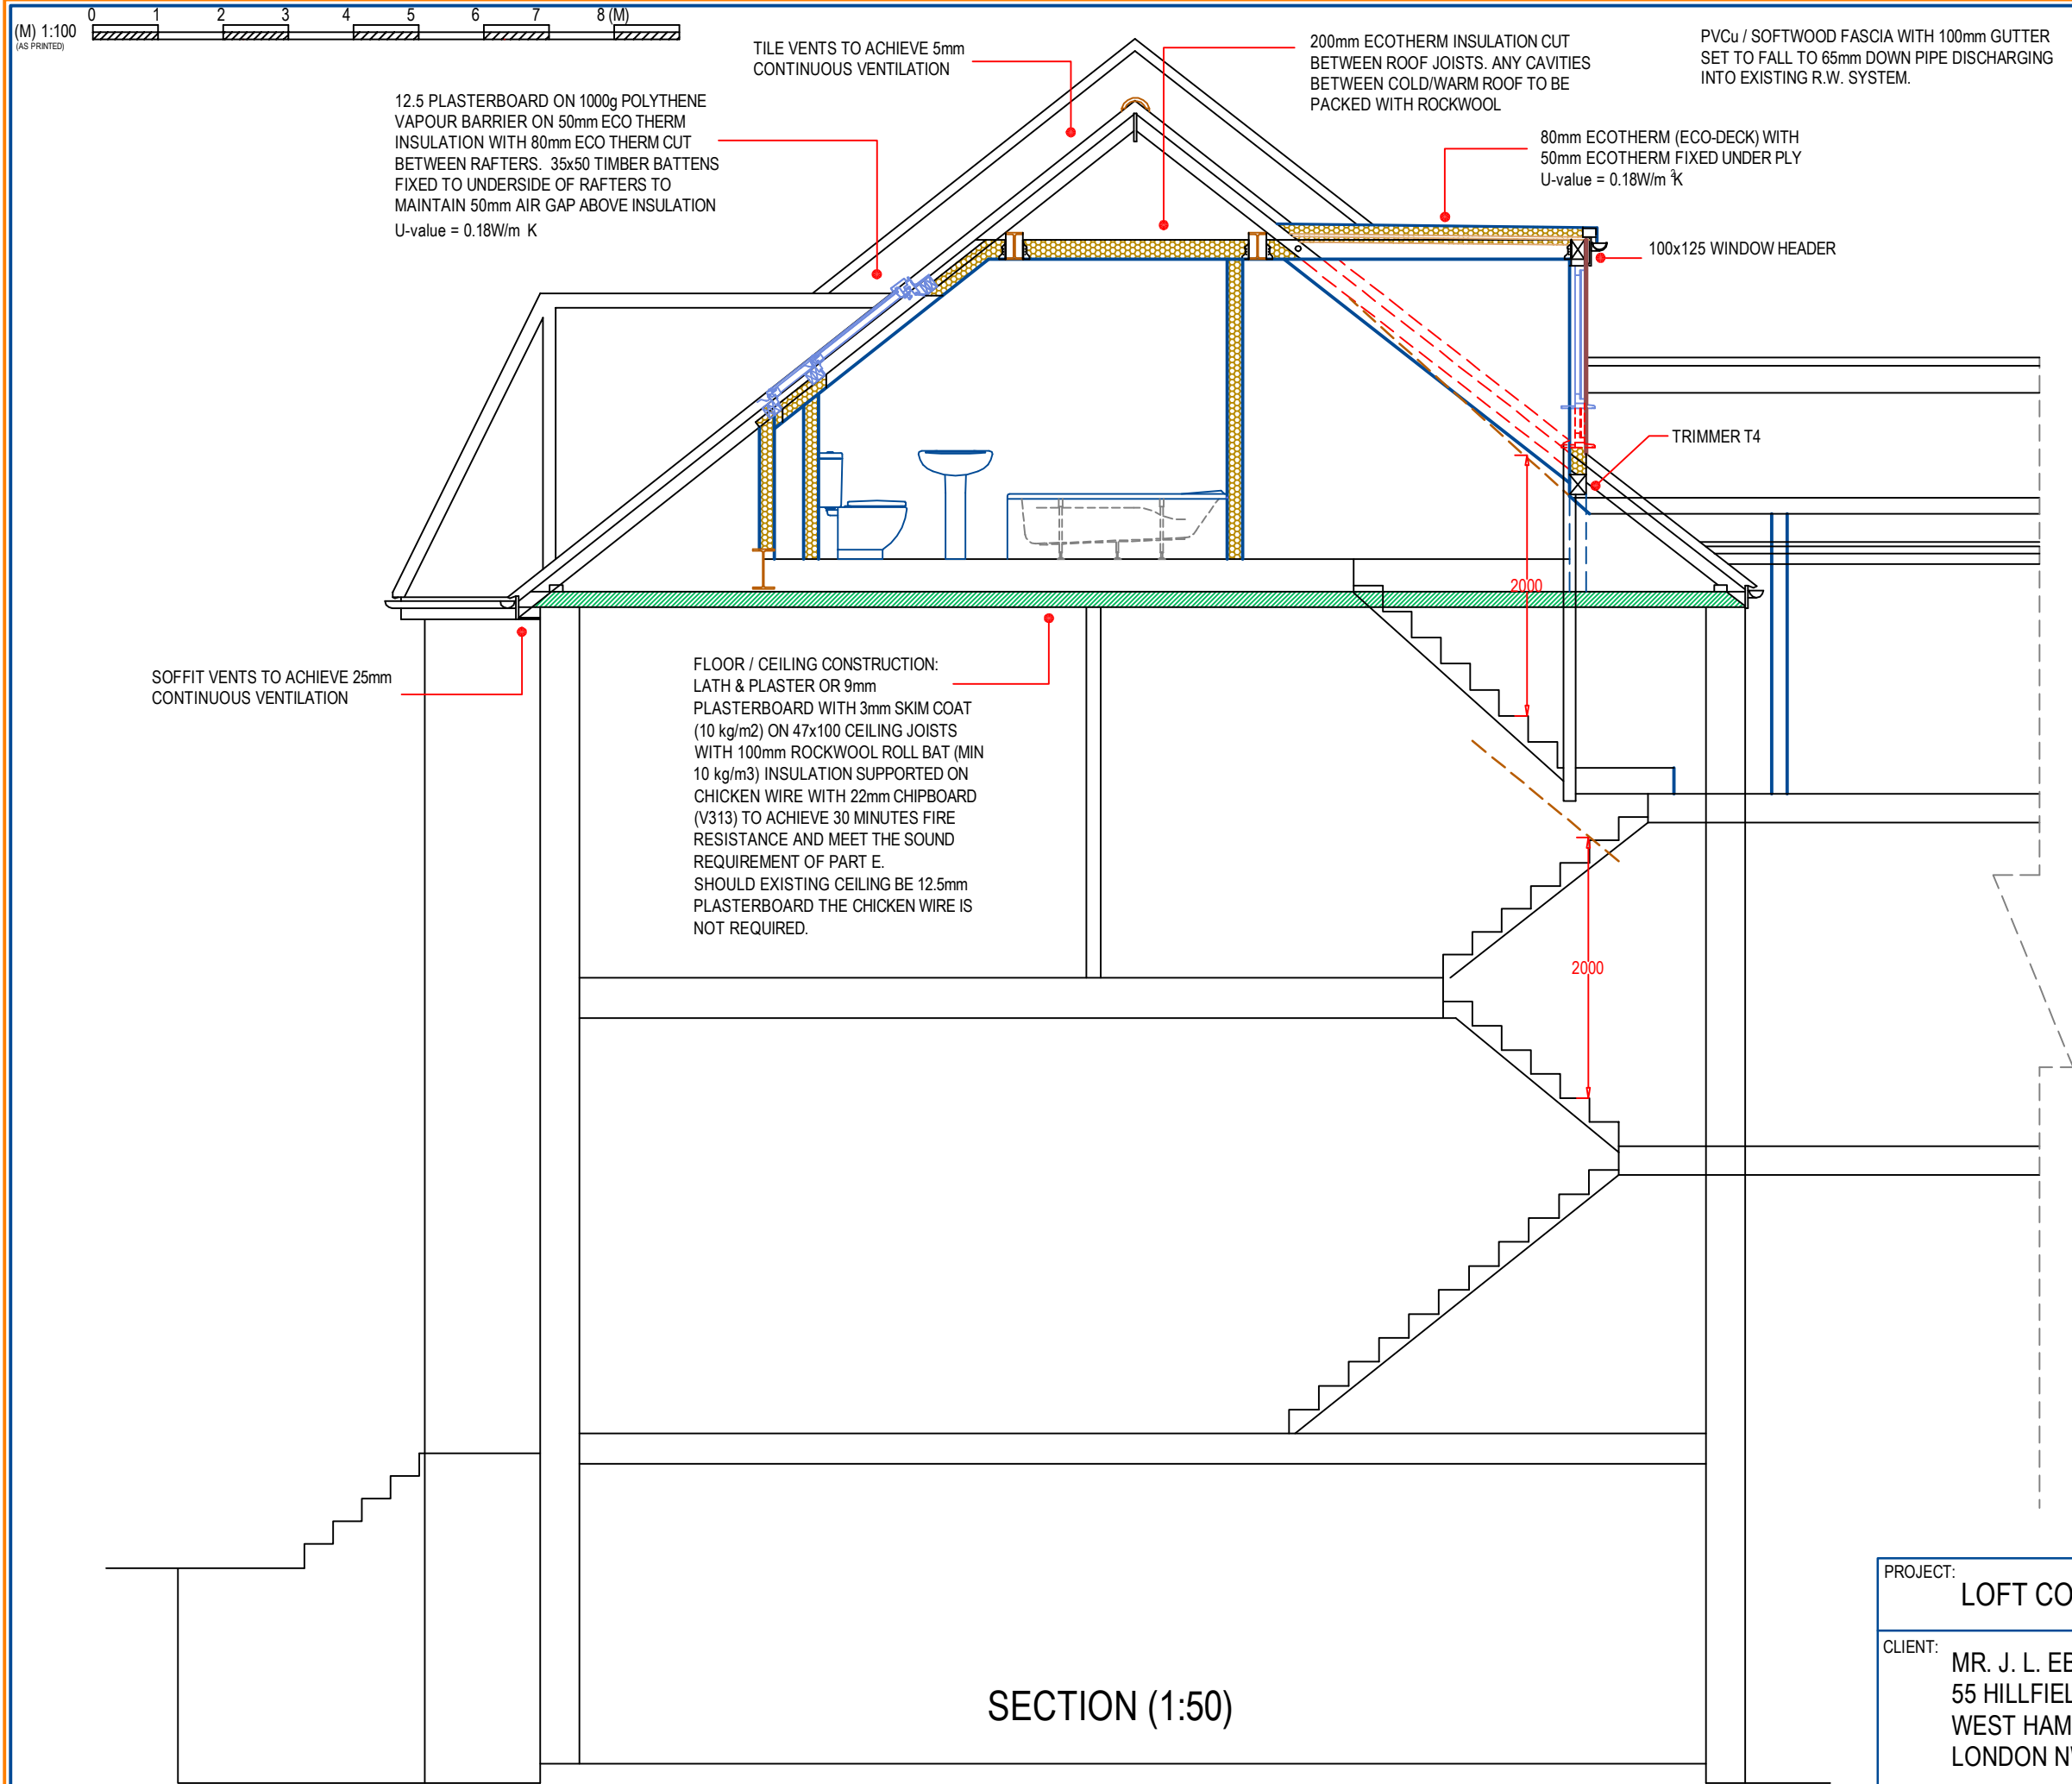 0 1 2 3 4 5 6 7 8 (M)
(M) 1:100
(AS PRINTED)
TILE VENTS TO ACHIEVE 5mm
CONTINUOUS VENTILATION
200mm ECOTHERM INSULATION CUT
BETWEEN ROOF JOISTS. ANY CAVITIES
BETWEEN COLD/WARM ROOF TO BE
PACKED WITH ROCKWOOL
PVCu / SOFTWOOD FASCIA WITH 100mm GUTTER
SET TO FALL TO 65mm DOWN PIPE DISCHARGING
INTO EXISTING R.W. SYSTEM.
12.5 PLASTERBOARD ON 1000g POLYTHENE
VAPOUR BARRIER ON 50mm ECO THERM
INSULATION WITH 80mm ECO THERM CUT
BETWEEN RAFTERS. 35x50 TIMBER BATTENS
FIXED TO UNDERSIDE OF RAFTERS TO
MAINTAIN 50mm AIR GAP ABOVE INSULATION
U-value = 0.18W/m K
80mm ECOTHERM (ECO-DECK) WITH
50mm ECOTHERM FIXED UNDER PLY
U-value = 0.18W/m²K
100x125 WINDOW HEADER
TRIMMER T4
2000
SOFFIT VENTS TO ACHIEVE 25mm
CONTINUOUS VENTILATION
FLOOR / CEILING CONSTRUCTION:
LATH & PLASTER OR 9mm
PLASTERBOARD WITH 3mm SKIM COAT
(10 kg/m2) ON 47x100 CEILING JOISTS
WITH 100mm ROCKWOOL ROLL BAT (MIN
10 kg/m3) INSULATION SUPPORTED ON
CHICKEN WIRE WITH 22mm CHIPBOARD
(V313) TO ACHIEVE 30 MINUTES FIRE
RESISTANCE AND MEET THE SOUND
REQUIREMENT OF PART E.
SHOULD EXISTING CEILING BE 12.5mm
PLASTERBOARD THE CHICKEN WIRE IS
NOT REQUIRED.
2000
SECTION (1:50)
PROJECT:
LOFT CO
CLIENT:
MR. J. L. EB
55 HILLFIEL
WEST HAM
LONDON N